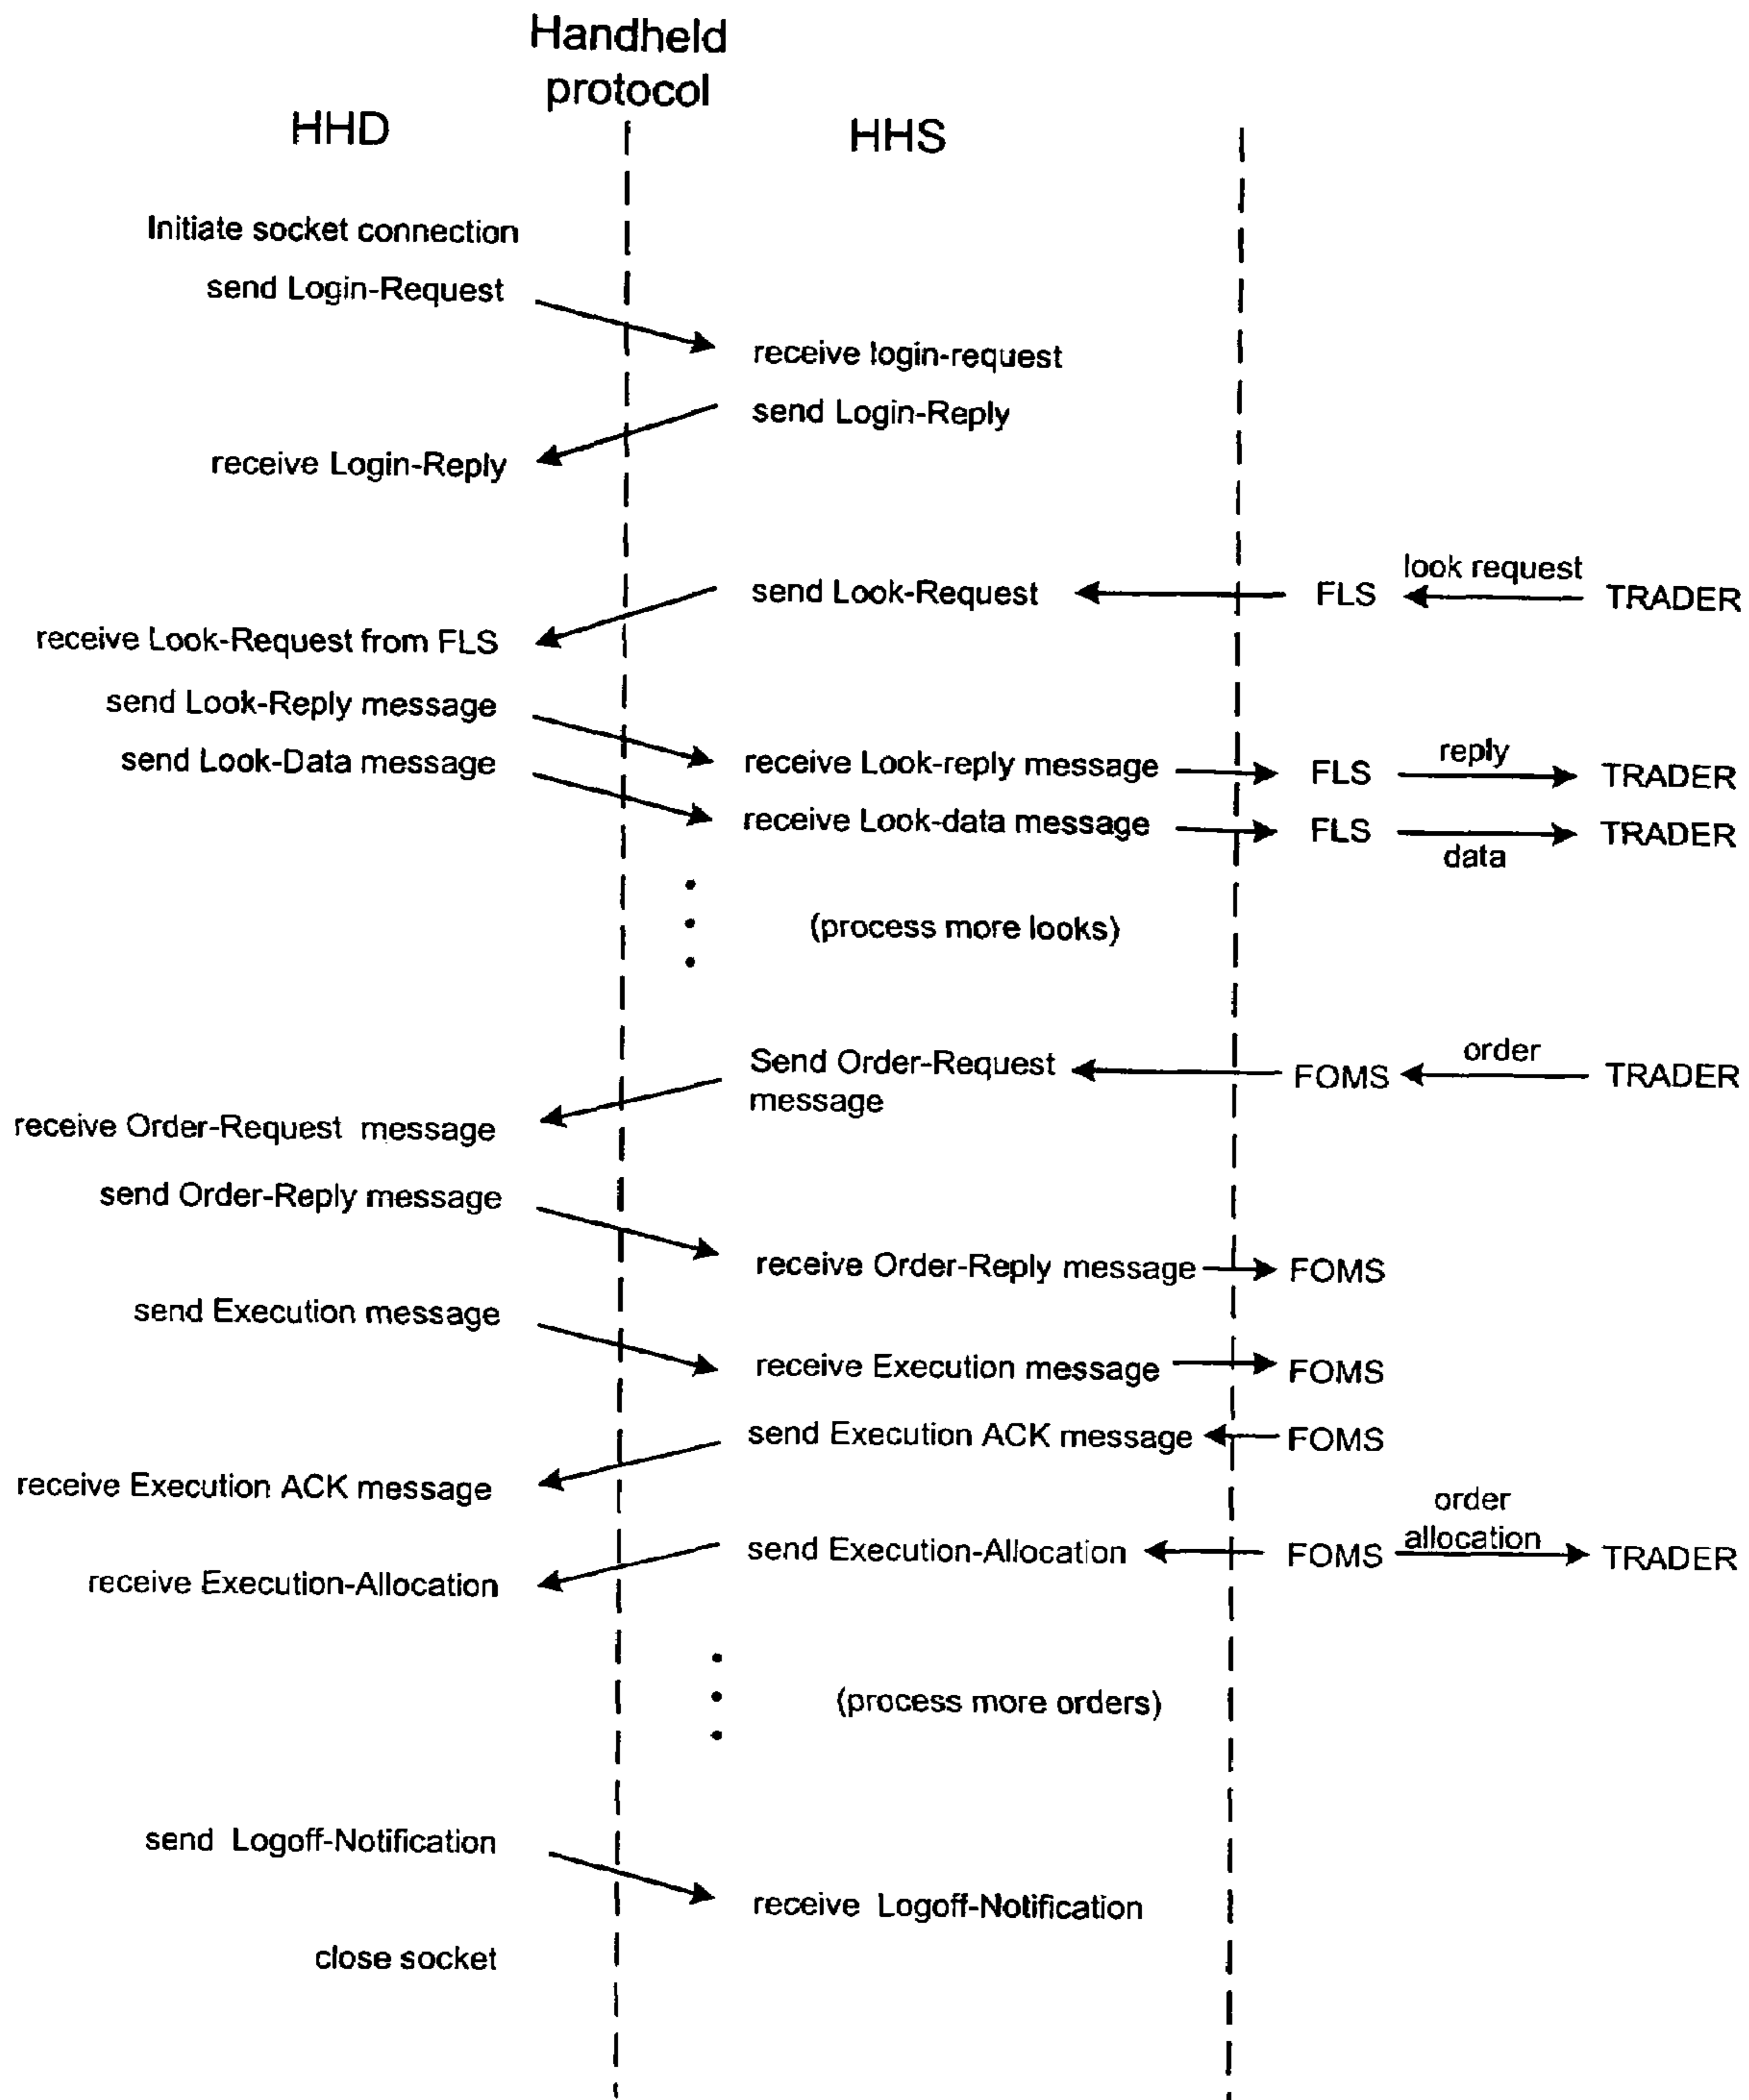 Handheld
protocol
HHD
HHS
Initiate socket connection
send Login-Request
receive login-request
send Login-Reply
receive Login-Reply
look request
send Look-Request
FLS
TRADER
receive Look-Request from FLS
send Look-Reply message
reply
receive Look-reply message
FLS
TRADER
send Look-Data message
receive Look-data message
FLS
TRADER
data
(process more looks)
order
Send Order-Request
message
FOMS
TRADER
receive Order-Request message
send Order-Reply message
receive Order-Reply message
FOMS
send Execution message
receive Execution message
FOMS
send Execution ACK message
FOMS
receive Execution ACK message
order
allocation
send Execution-Allocation
FOMS
TRADER
receive Execution-Allocation
(process more orders)
send Logoff-Notification
receive Logoff-Notification
close socket